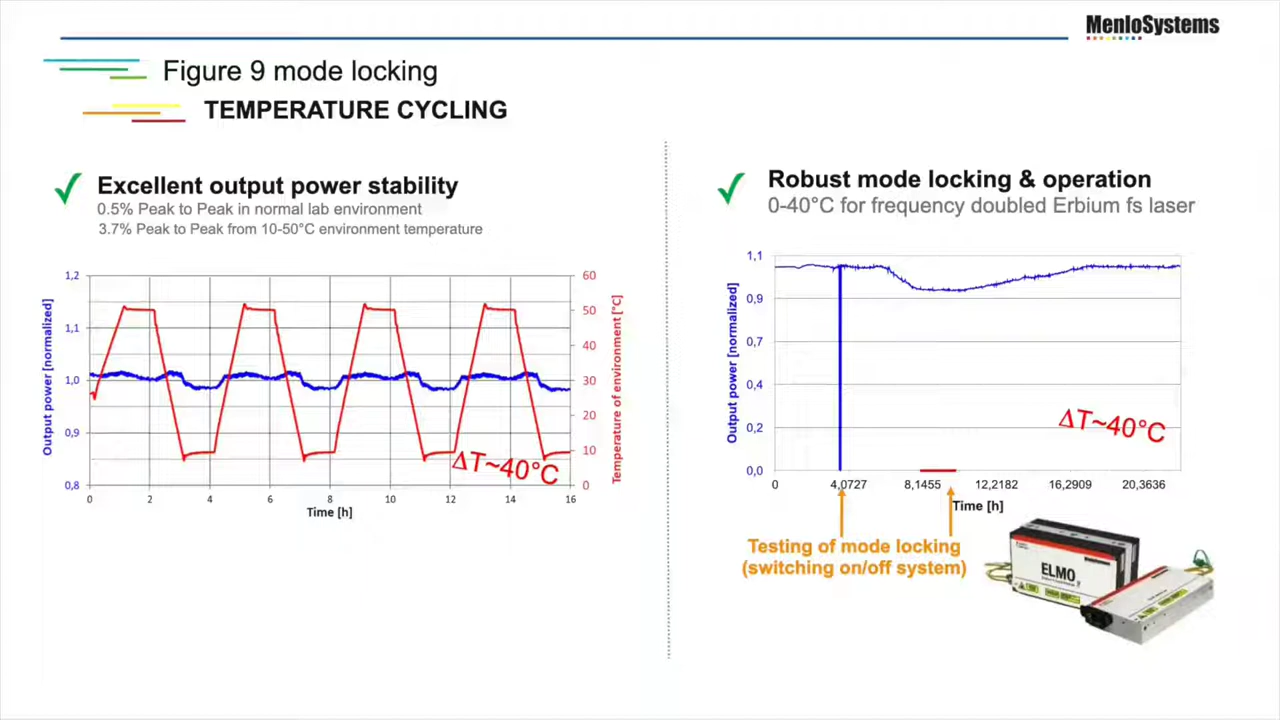 MenloSystems
Figure 9 mode locking
TEMPERATURE CYCLING
Excellent output power stability
0.5% Peak to Peak in normal lab environment
3.7% Peak to Peak from 10-50°C environment temperature
1,2
1,1
1,0
0,9
0,8
Output power [normalized]
60
50
40
30
20
10
0
Temperature of environment [°C]
ΔT~40°C
0 2 4 6 8 10 12 14 16
Time [h]
Robust mode locking & operation
0-40°C for frequency doubled Erbium fs laser
1,1
0,9
0,7
0,4
0,2
0,0
Output power [normalized]
ΔT~40°C
0 4,0727 8,1455 12,2182 16,2909 20,3636
Time [h]
Testing of mode locking
(switching on/off system)
ELMO